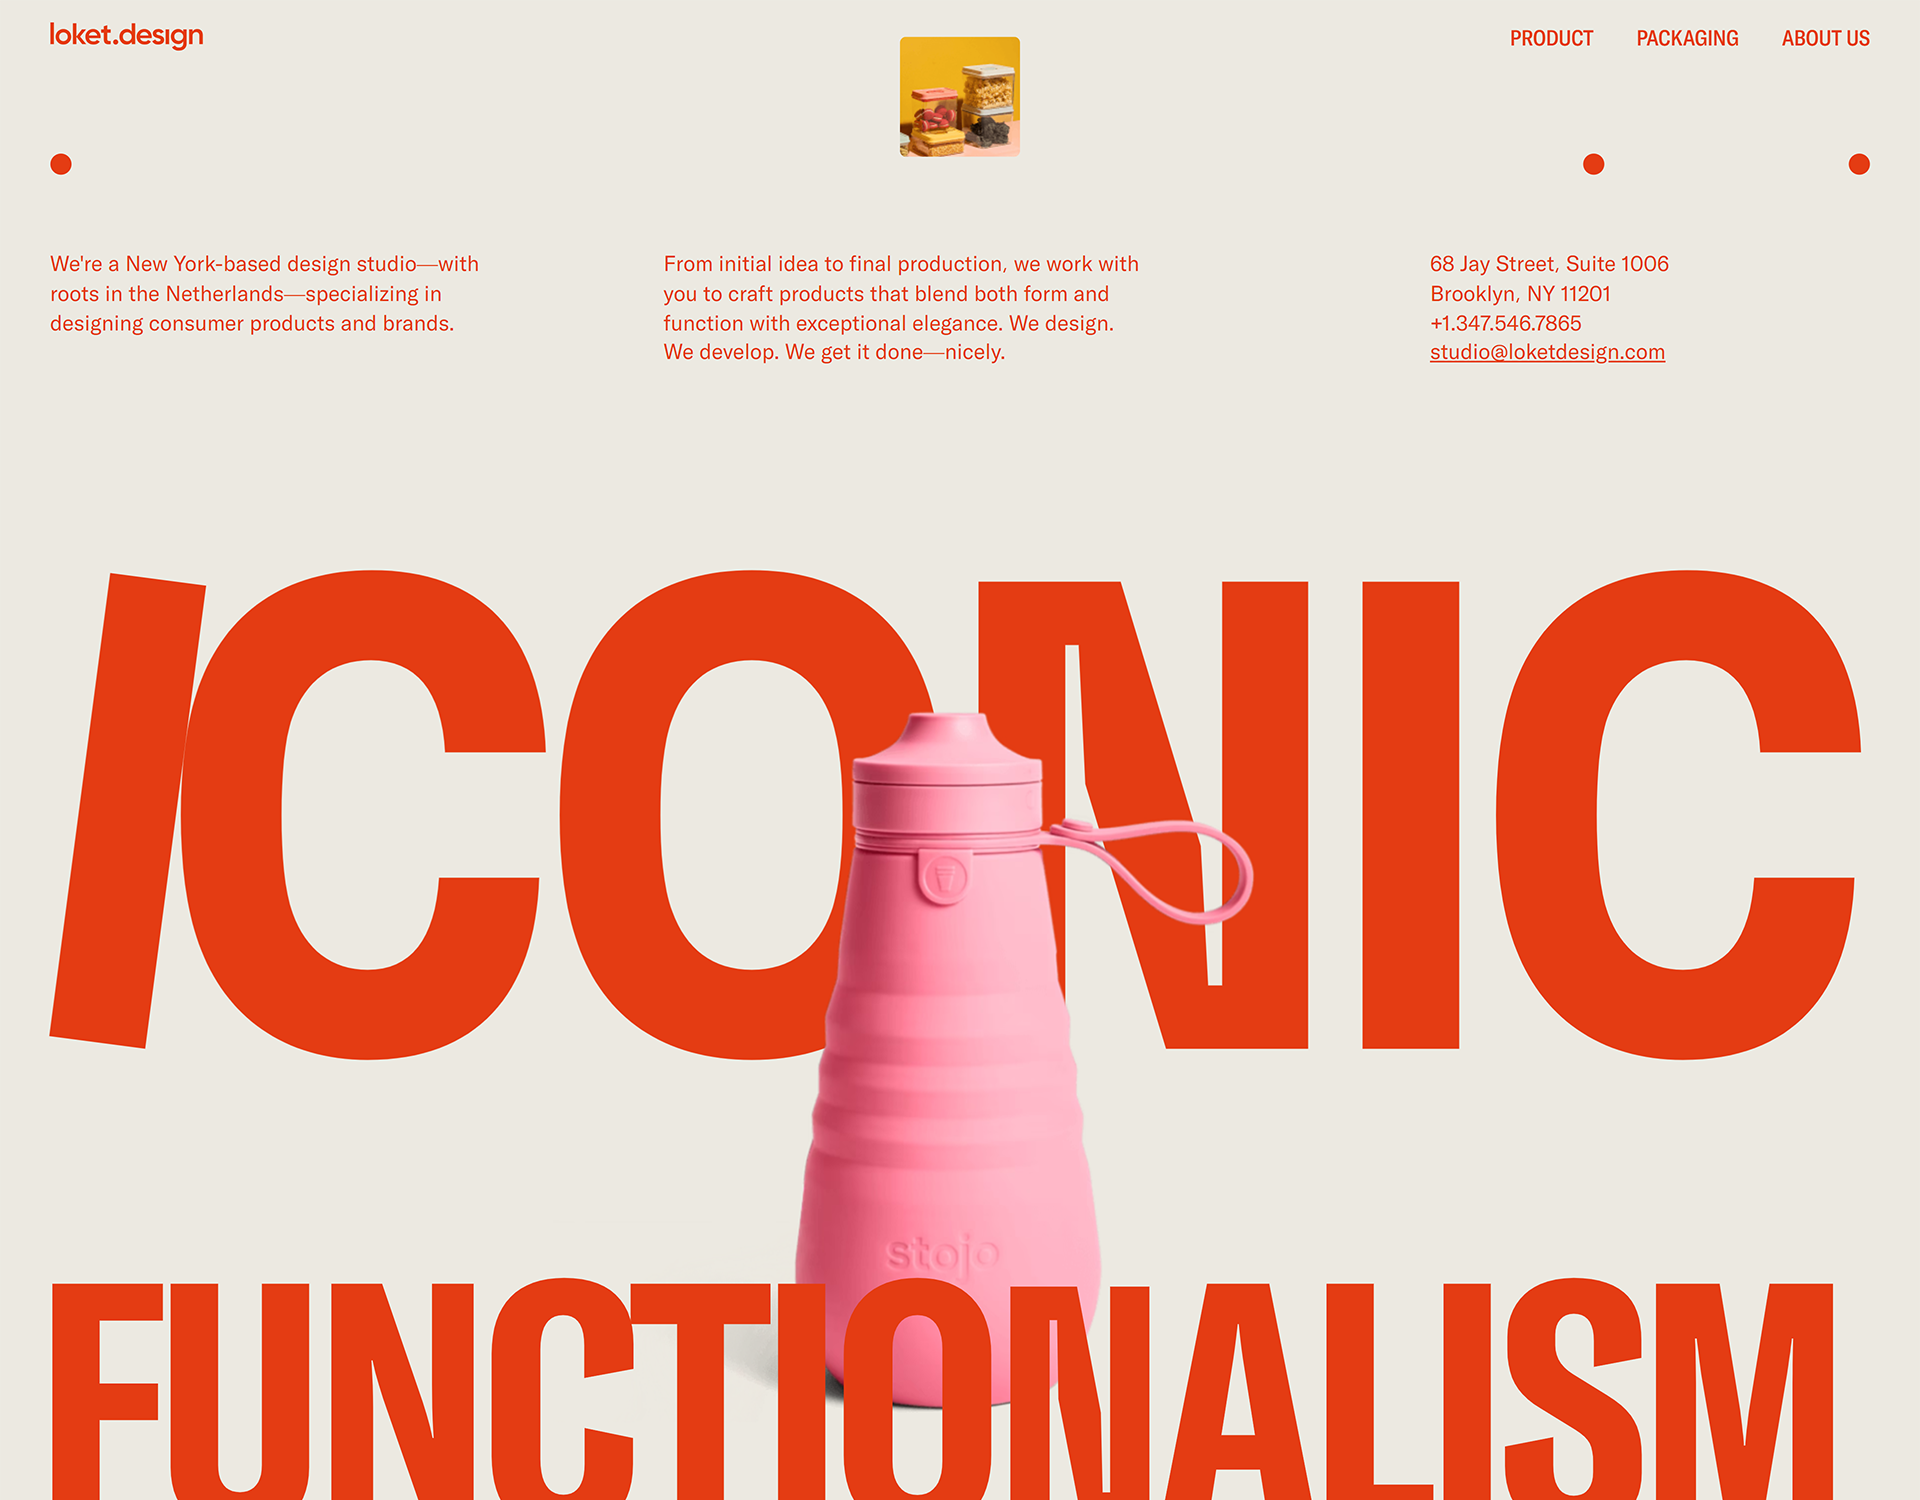 loket.design
PRODUCT PACKAGING ABOUT US
We're a New York-based design studio—with
roots in the Netherlands—specializing in
designing consumer products and brands.
From initial idea to final production, we work with
you to craft products that blend both form and
function with exceptional elegance. We design.
We develop. We get it done—nicely.
68 Jay Street, Suite 1006
Brooklyn, NY 11201
+1.347.546.7865
studio@loketdesign.com
ICONIC
stojo
FUNCTIONALISM